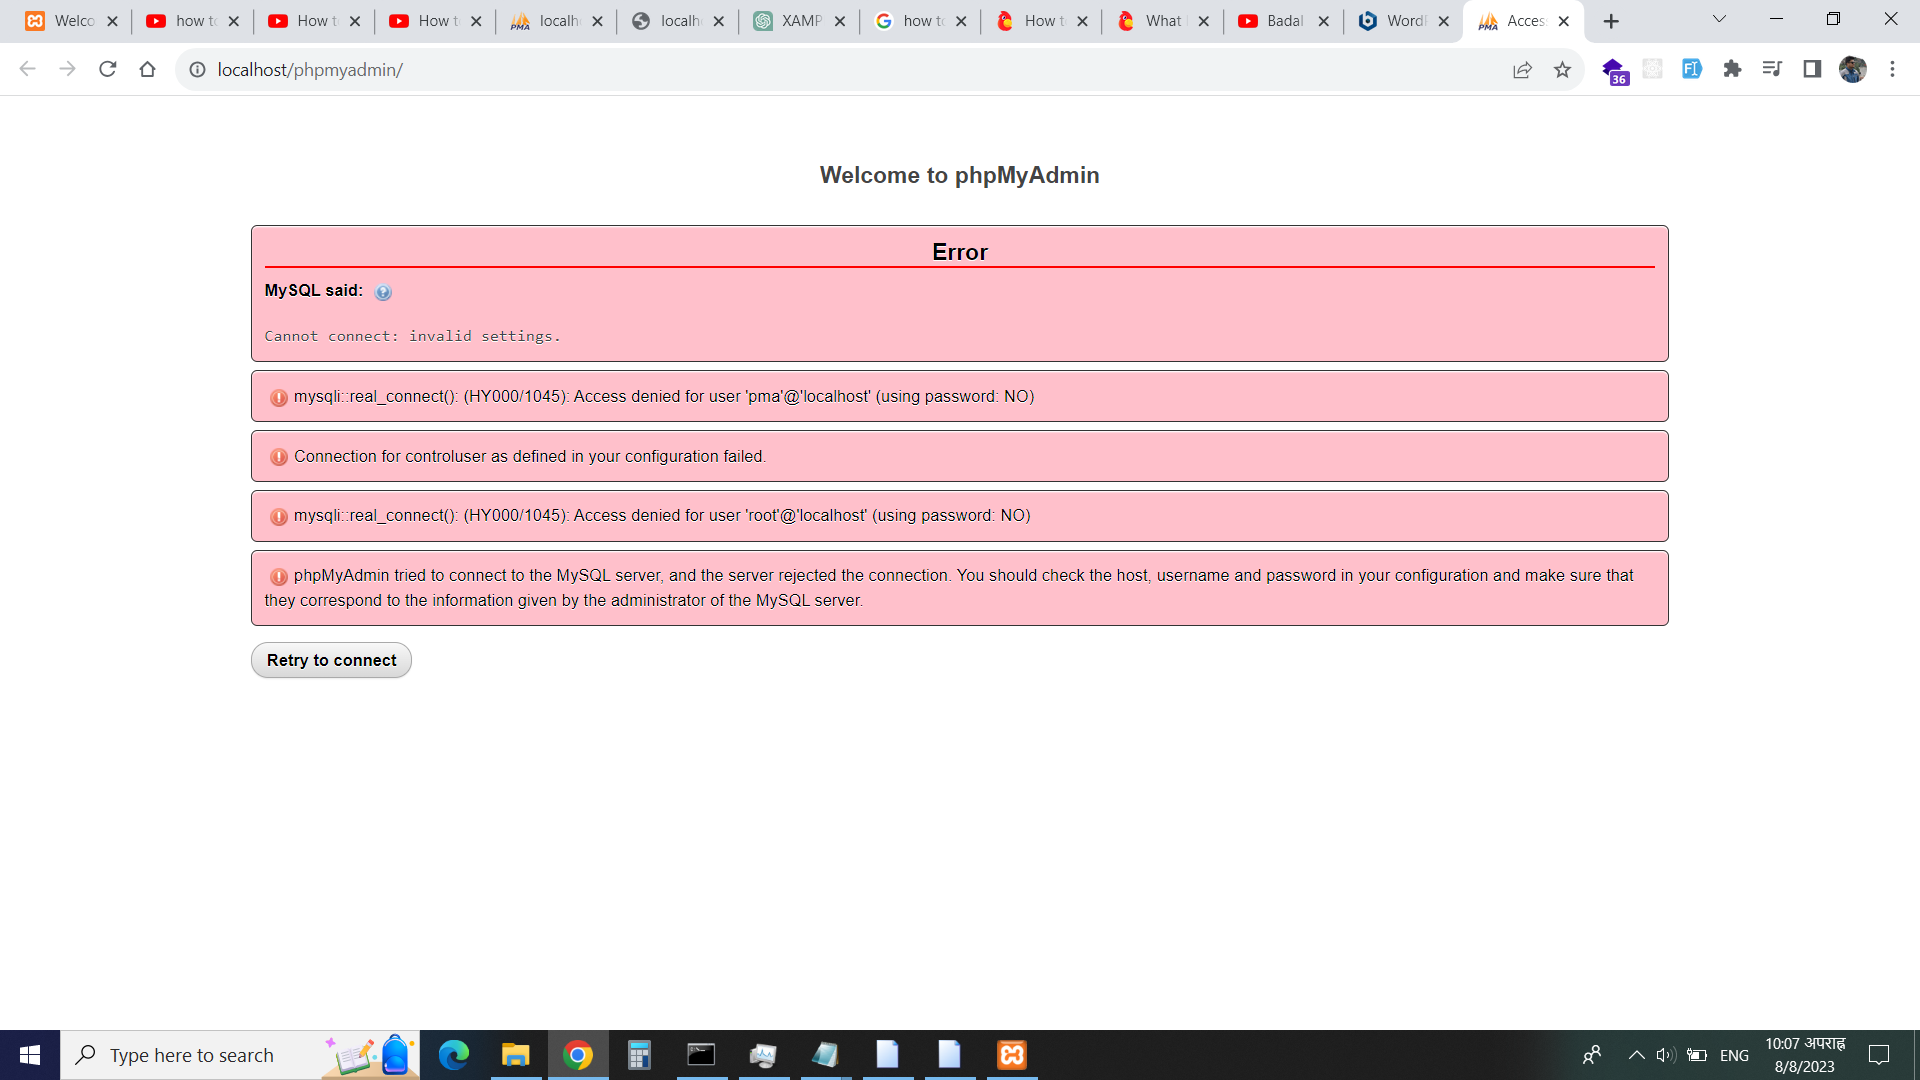 Welco
how to
How to
How to
localh
localh
XAMP
how to
How to
What
Badal
WordP
Acces
localhost/phpmyadmin/
36
Welcome to phpMyAdmin
Error
MySQL said:
Cannot connect: invalid settings.
mysqli::real_connect(): (HY000/1045): Access denied for user 'pma'@'localhost' (using password: NO)
Connection for controluser as defined in your configuration failed.
mysqli::real_connect(): (HY000/1045): Access denied for user 'root'@'localhost' (using password: NO)
phpMyAdmin tried to connect to the MySQL server, and the server rejected the connection. You should check the host, username and password in your configuration and make sure that
they correspond to the information given by the administrator of the MySQL server.
Retry to connect
Type here to search
ENG
10:07 अपराह्न
8/8/2023